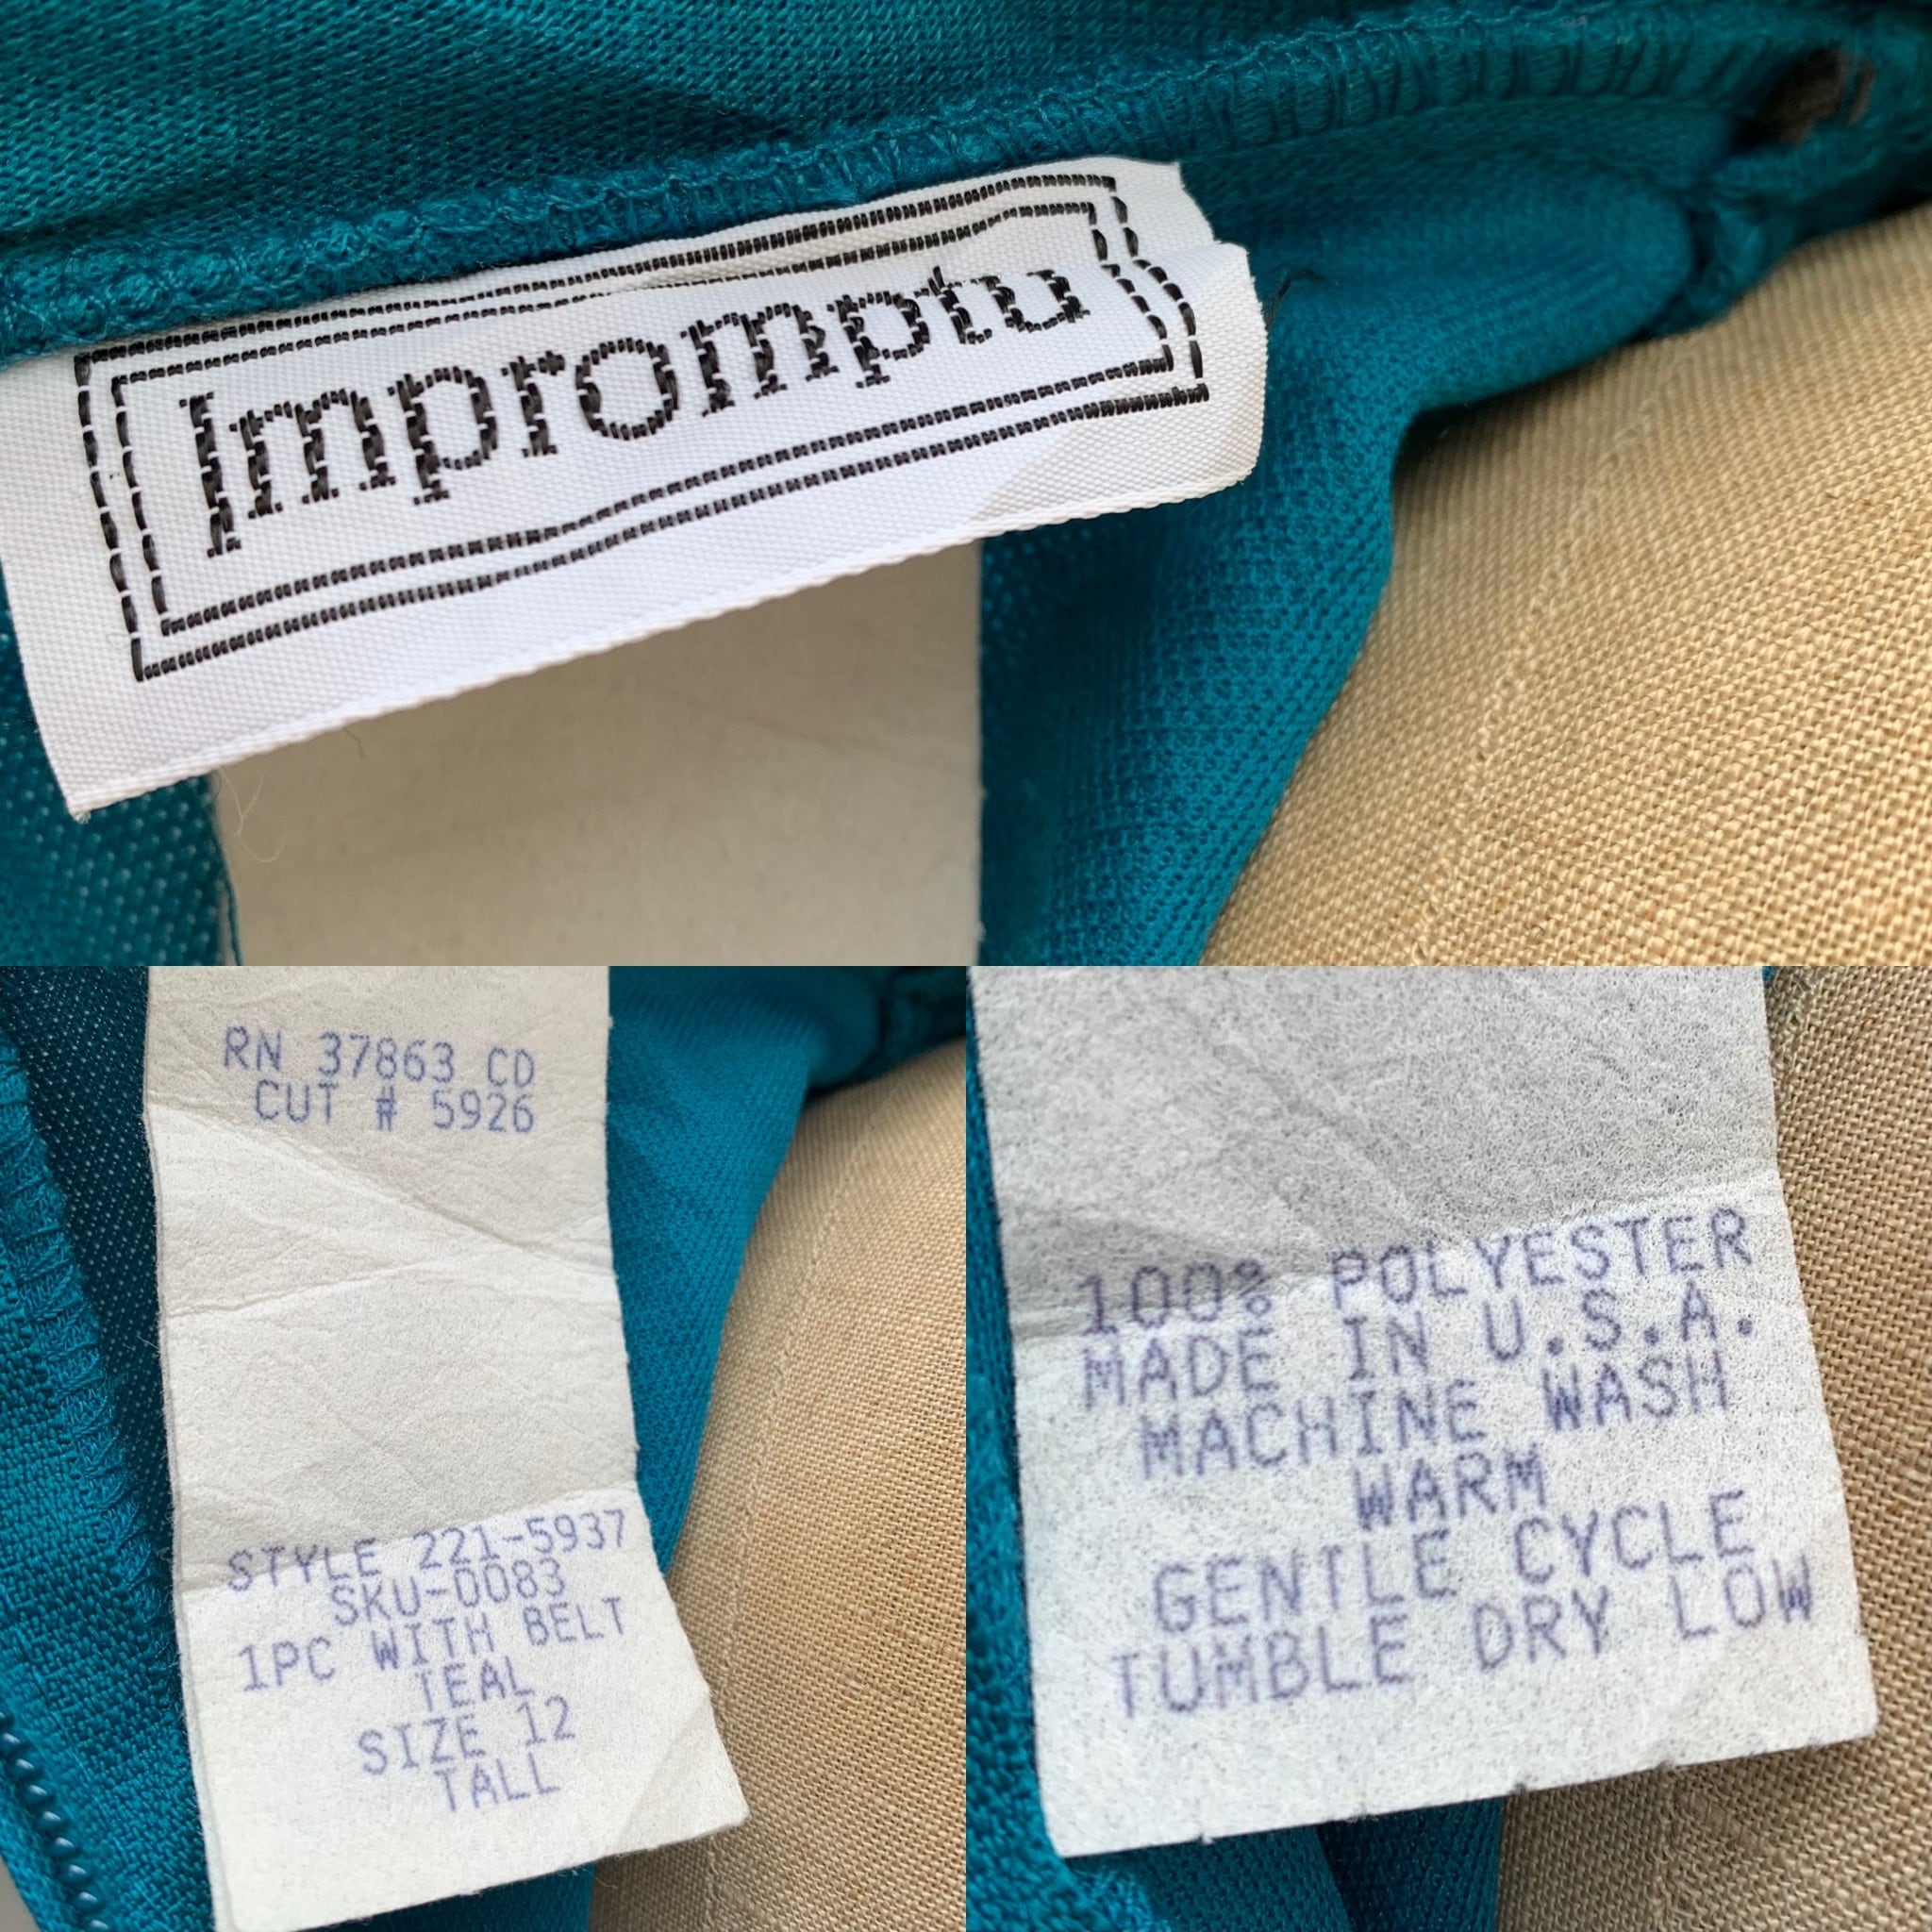 Impromptu
RN 37863 CD
CUT # 5926
STYLE 221-5937
SKU-0083
1PC WITH BELT
TEAL
SIZE 12
TALL
100% POLYESTER
MADE IN U.S.A.
MACHINE WASH
WARM
GENTLE CYCLE
TUMBLE DRY LOW